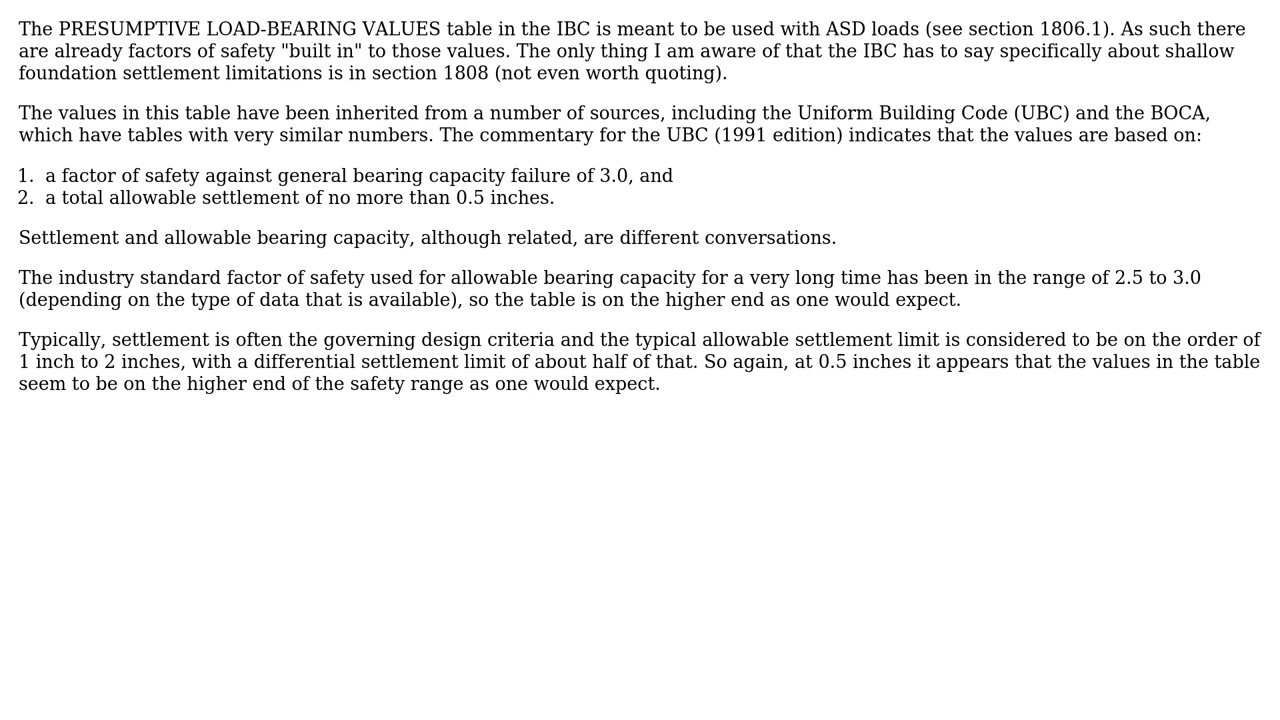 The PRESUMPTIVE LOAD-BEARING VALUES table in the IBC is meant to be used with ASD loads (see section 1806.1). As such there
are already factors of safety "built in" to those values. The only thing I am aware of that the IBC has to say specifically about shallow
foundation settlement limitations is in section 1808 (not even worth quoting).
The values in this table have been inherited from a number of sources, including the Uniform Building Code (UBC) and the BOCA,
which have tables with very similar numbers. The commentary for the UBC (1991 edition) indicates that the values are based on:
1. a factor of safety against general bearing capacity failure of 3.0, and
2. a total allowable settlement of no more than 0.5 inches.
Settlement and allowable bearing capacity, although related, are different conversations.
The industry standard factor of safety used for allowable bearing capacity for a very long time has been in the range of 2.5 to 3.0
(depending on the type of data that is available), so the table is on the higher end as one would expect.
Typically, settlement is often the governing design criteria and the typical allowable settlement limit is considered to be on the order of
1 inch to 2 inches, with a differential settlement limit of about half of that. So again, at 0.5 inches it appears that the values in the table
seem to be on the higher end of the safety range as one would expect.